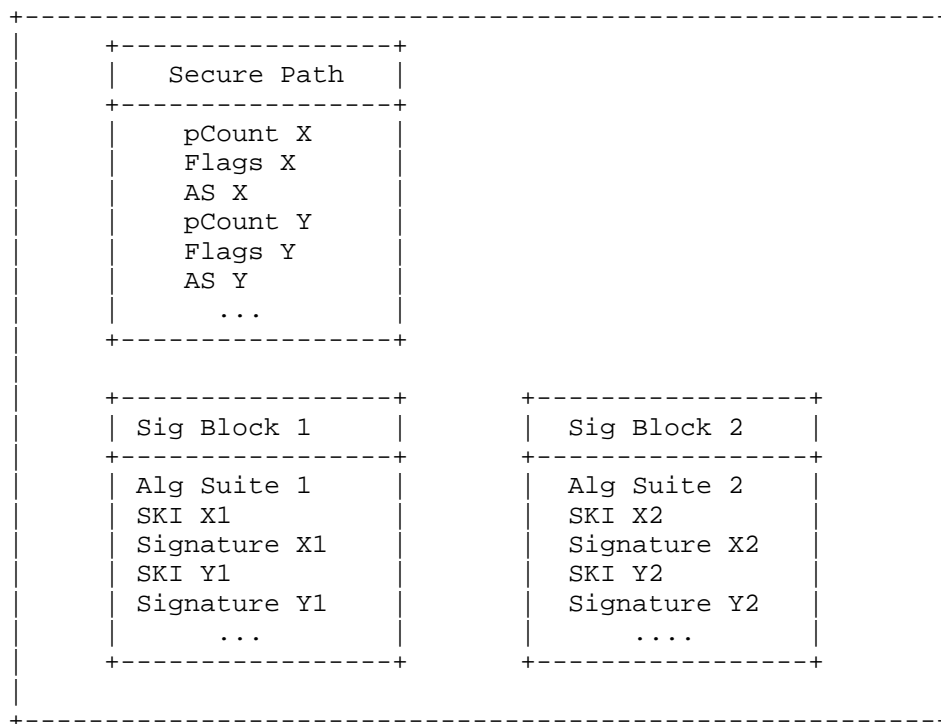 Secure Path
pCount X
Flags X
AS X
pCount Y
Flags Y
AS Y
...
Sig Block 1 Sig Block 2
Alg Suite 1 Alg Suite 2
SKI X1 SKI X2
Signature X1 Signature X2
SKI Y1 SKI Y2
Signature Y1 Signature Y2
... ....